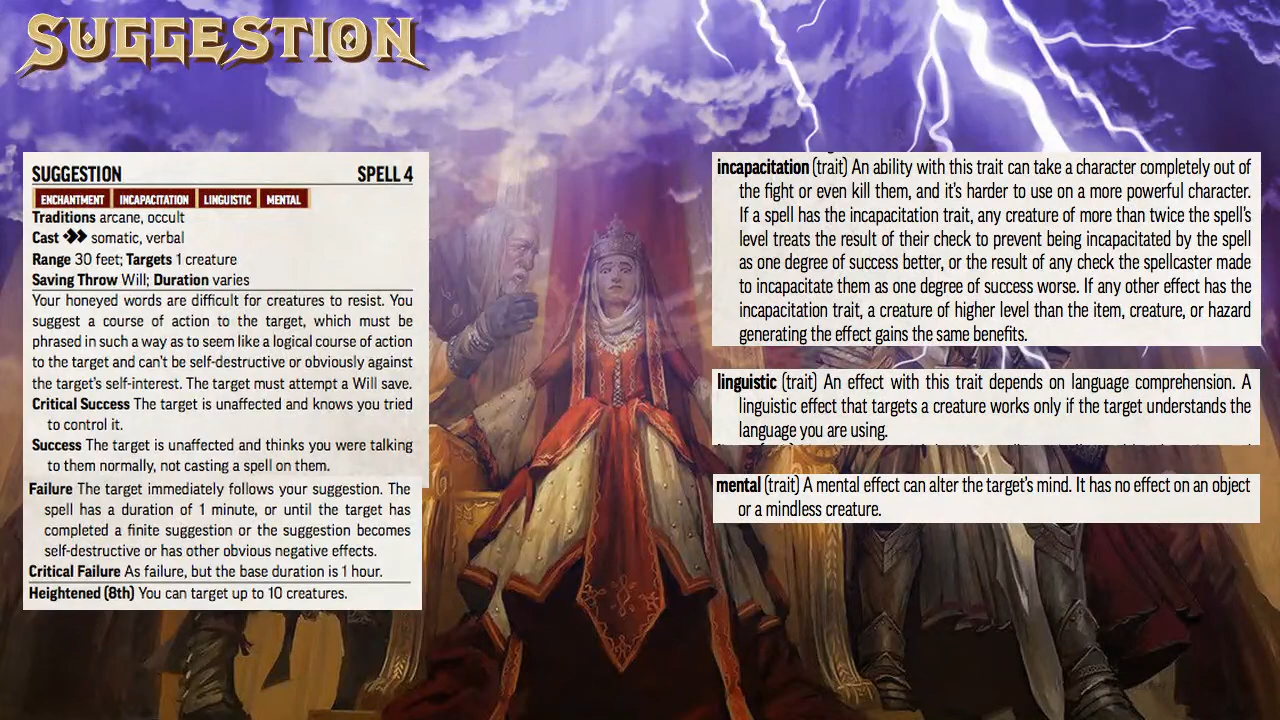 SUGGESTION
SUGGESTION SPELL 4
ENCHANTMENT INCAPACITATION LINGUISTIC MENTAL
Traditions arcane, occult
Cast somatic, verbal
Range 30 feet; Targets 1 creature
Saving Throw Will; Duration varies
Your honeyed words are difficult for creatures to resist. You
suggest a course of action to the target, which must be
phrased in such a way as to seem like a logical course of action
to the target and can't be self-destructive or obviously against
the target's self-interest. The target must attempt a Will save.
Critical Success The target is unaffected and knows you tried
to control it.
Success The target is unaffected and thinks you were talking
to them normally, not casting a spell on them.
Failure The target immediately follows your suggestion. The
spell has a duration of 1 minute, or until the target has
completed a finite suggestion or the suggestion becomes
self-destructive or has other obvious negative effects.
Critical Failure As failure, but the base duration is 1 hour.
Heightened (8th) You can target up to 10 creatures.
incapacitation (trait) An ability with this trait can take a character completely out of
the fight or even kill them, and it's harder to use on a more powerful character.
If a spell has the incapacitation trait, any creature of more than twice the spell's
level treats the result of their check to prevent being incapacitated by the spell
as one degree of success better, or the result of any check the spellcaster made
to incapacitate them as one degree of success worse. If any other effect has the
incapacitation trait, a creature of higher level than the item, creature, or hazard
generating the effect gains the same benefits.
linguistic (trait) An effect with this trait depends on language comprehension. A
linguistic effect that targets a creature works only if the target understands the
language you are using.
mental (trait) A mental effect can alter the target's mind. It has no effect on an object
or a mindless creature.